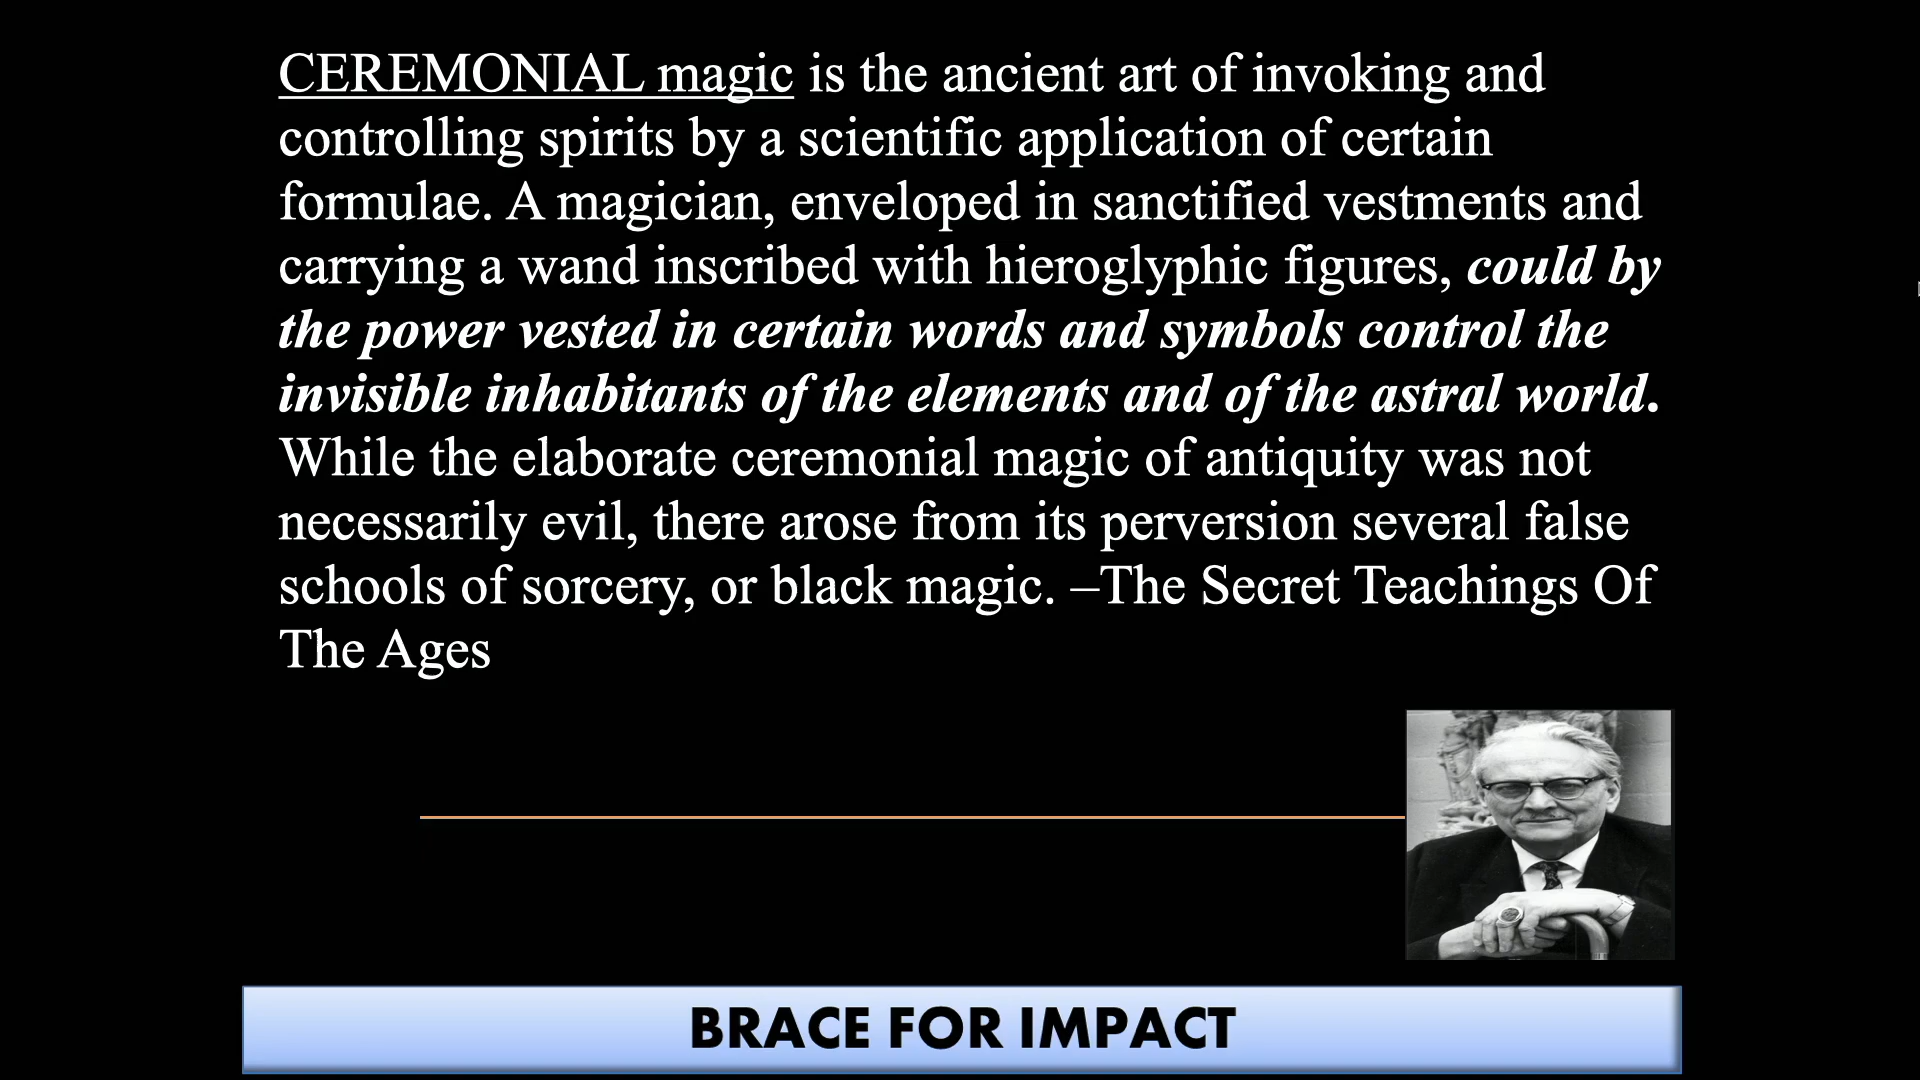 CEREMONIAL magic is the ancient art of invoking and
controlling spirits by a scientific application of certain
formulae. A magician, enveloped in sanctified vestments and
carrying a wand inscribed with hieroglyphic figures, could by
the power vested in certain words and symbols control the
invisible inhabitants of the elements and of the astral world.
While the elaborate ceremonial magic of antiquity was not
necessarily evil, there arose from its perversion several false
schools of sorcery, or black magic. –The Secret Teachings Of
The Ages
BRACE FOR IMPACT